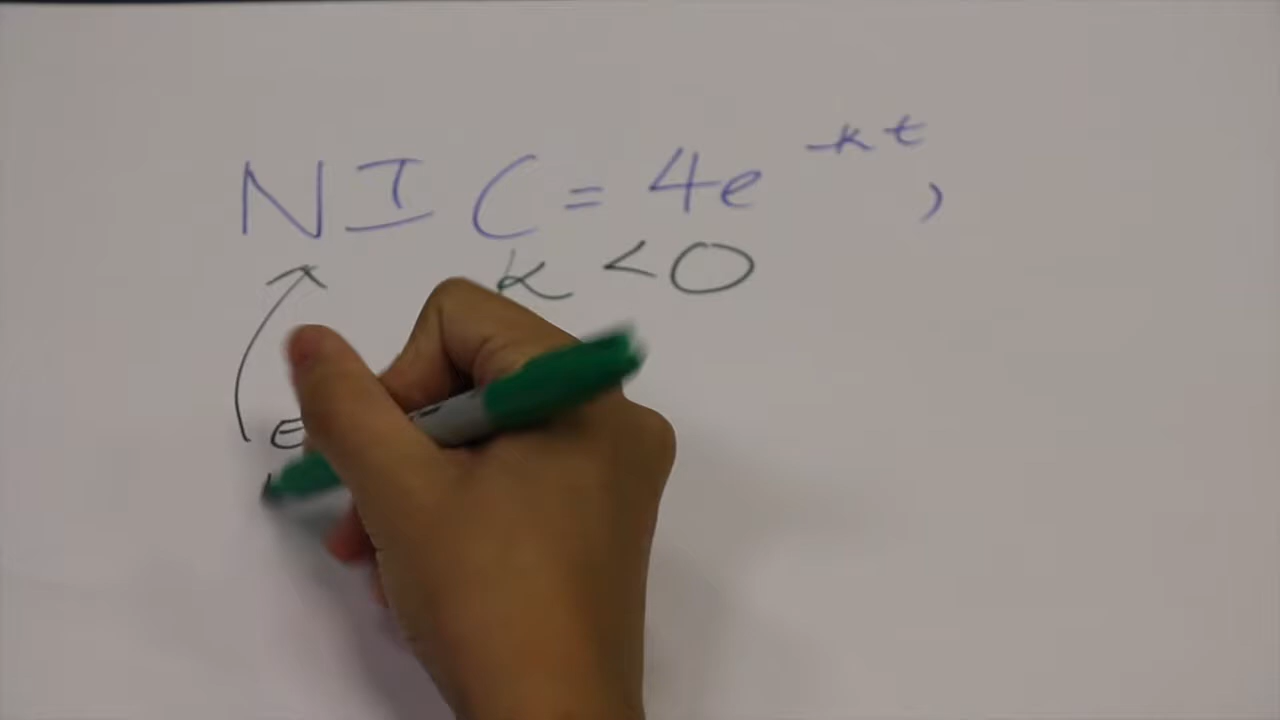 NIC = 4e^-kt,
k < 0